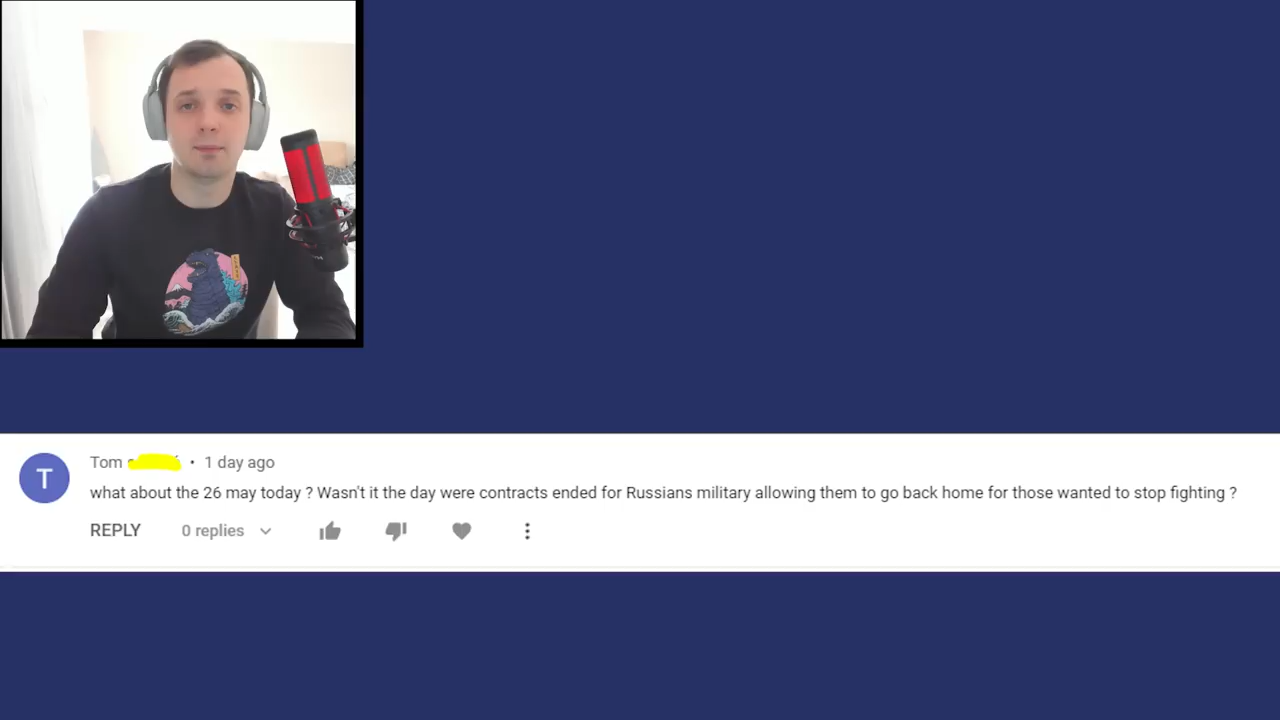 T
Tom
• 1 day ago
what about the 26 may today ? Wasn't it the day were contracts ended for Russians military allowing them to go back home for those wanted to stop fighting ?
REPLY 0 replies